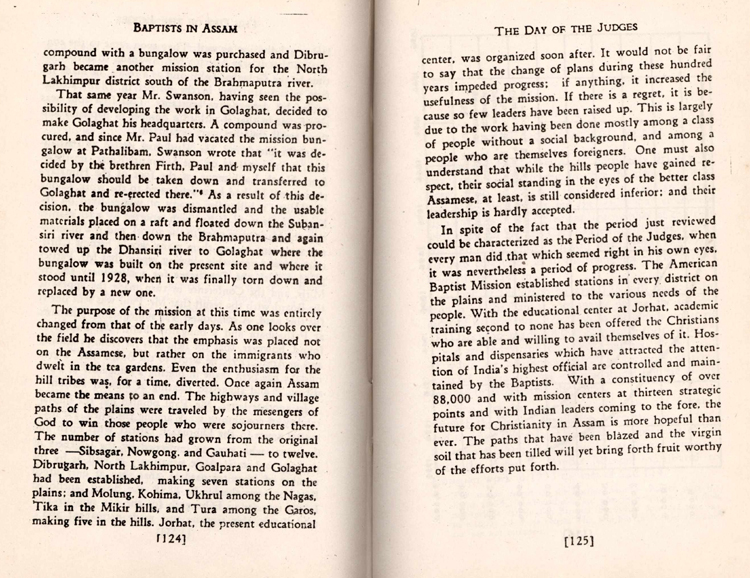 BAPTISTS IN ASSAM
compound with a bungalow was purchased and Dibru-
garh became another mission station for the North
Lakhimpur district south of the Brahmaputra river.
That same year Mr. Swanson, having seen the pos-
sibility of developing the work in Golaghat, decided to
make Golaghat his headquarters. A compound was pro-
cured, and since Mr. Paul had vacated the mission bun-
galow at Pathalibam, Swanson wrote that "it was de-
cided by the brethren Firth, Paul and myself that this
bungalow should be taken down and transferred to
Golaghat and re-erected there."⁴ As a result of this de-
cision, the bungalow was dismantled and the usable
materials placed on a raft and floated down the Suban-
siri river and then down the Brahmaputra and again
towed up the Dhansiri river to Golaghat where the
bungalow was built on the present site and where it
stood until 1928, when it was finally torn down and
replaced by a new one.
The purpose of the mission at this time was entirely
changed from that of the early days. As one looks over
the field he discovers that the emphasis was placed not
on the Assamese, but rather on the immigrants who
dwelt in the tea gardens. Even the enthusiasm for the
hill tribes was, for a time, diverted. Once again Assam
became the means to an end. The highways and village
paths of the plains were traveled by the mesengers of
God to win those people who were sojourners there.
The number of stations had grown from the original
three —Sibsagar, Nowgong, and Gauhati — to twelve.
Dibrugarh, North Lakhimpur, Goalpara and Golaghat
had been established, making seven stations on the
plains; and Molung, Kohima, Ukhrul among the Nagas,
Tika in the Mikir hills, and Tura among the Garos,
making five in the hills. Jorhat, the present educational
[124]
THE DAY OF THE JUDGES
center, was organized soon after. It would not be fair
to say that the change of plans during these hundred
years impeded progress; if anything, it increased the
usefulness of the mission. If there is a regret, it is be-
cause so few leaders have been raised up. This is largely
due to the work having been done mostly among a class
of people without a social background, and among a
people who are themselves foreigners. One must also
understand that while the hills people have gained re-
spect, their social standing in the eyes of the better class
Assamese, at least, is still considered inferior; and their
leadership is hardly accepted.
In spite of the fact that the period just reviewed
could be characterized as the Period of the Judges, when
every man did that which seemed right in his own eyes,
it was nevertheless a period of progress. The American
Baptist Mission established stations in every district on
the plains and ministered to the various needs of the
people. With the educational center at Jorhat, academic
training second to none has been offered the Christians
who are able and willing to avail themselves of it. Hos-
pitals and dispensaries which have attracted the atten-
tion of India's highest official are controlled and main-
tained by the Baptists. With a constituency of over
88,000 and with mission centers at thirteen strategic
points and with Indian leaders coming to the fore, the
future for Christianity in Assam is more hopeful than
ever. The paths that have been blazed and the virgin
soil that has been tilled will yet bring forth fruit worthy
of the efforts put forth.
[125]